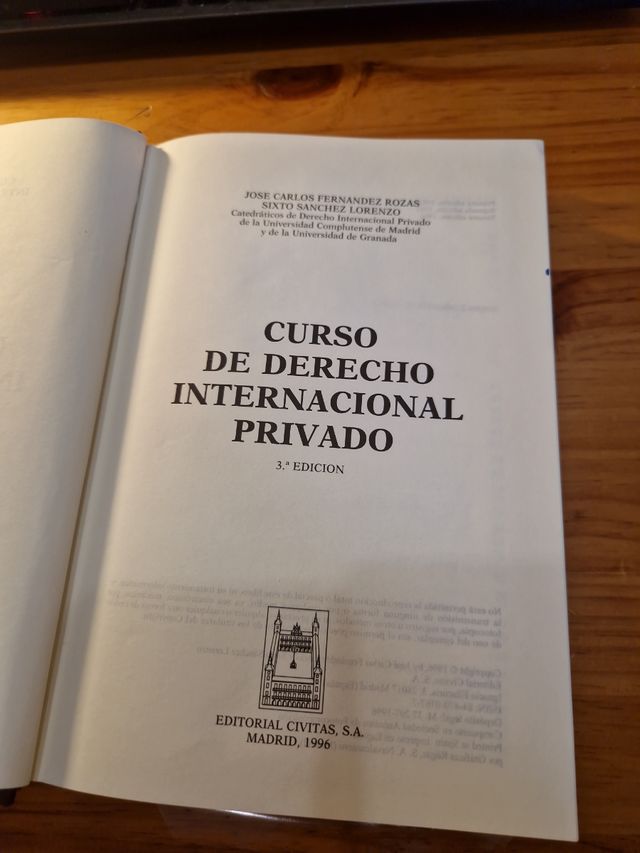 JOSE CARLOS FERNANDEZ ROZAS
SIXTO SANCHEZ LORENZO
Catedráticos de Derecho Internacional Privado
de la Universidad Complutense de Madrid
y de la Universidad de Granada
CURSO
DE DERECHO
INTERNACIONAL
PRIVADO
3.ª EDICION
EDITORIAL CIVITAS, S.A.
MADRID, 1996